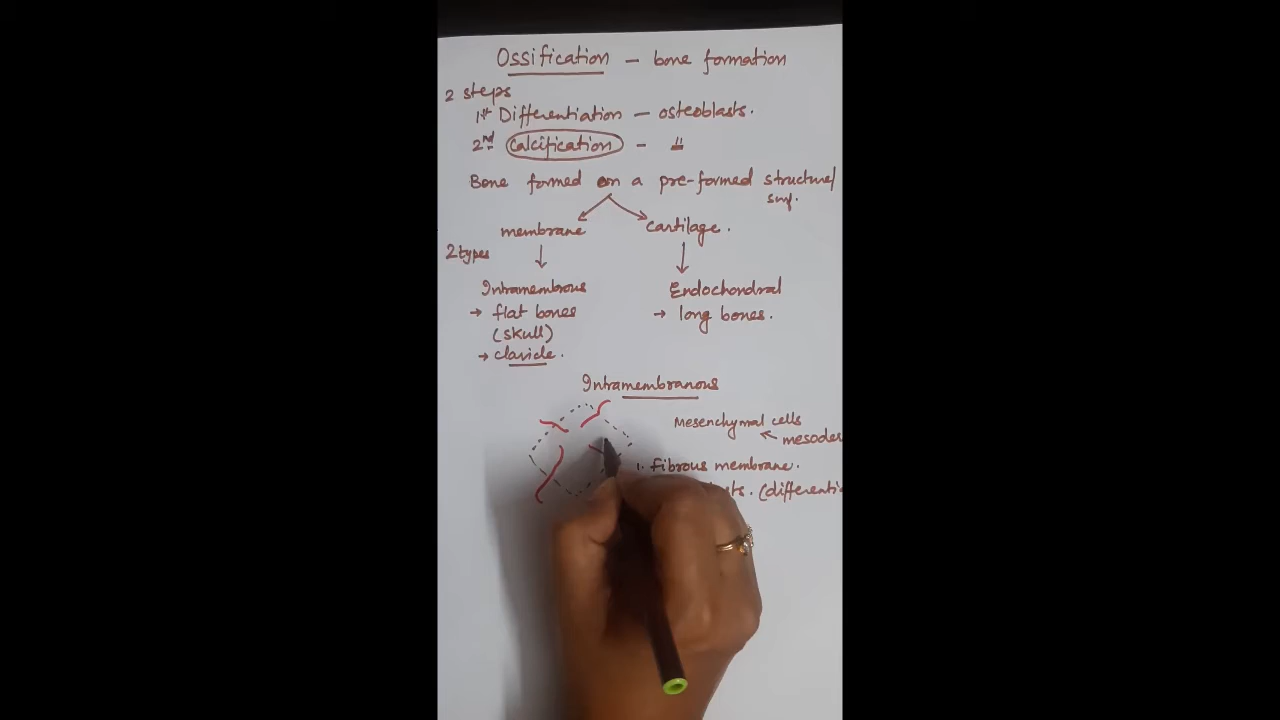 Ossification – bone formation
2 steps
1st Differentiation – osteoblasts.
2nd Calcification – "
Bone formed on a pre-formed structure/
surf.
membrane cartilage.
2 types
Intramembrous Endochondral
→ flat bones → long bones.
(skull)
→ clavicle.
Intramembranous
Mesenchymal cells
mesoder
1. fibrous membrane.
(differenti